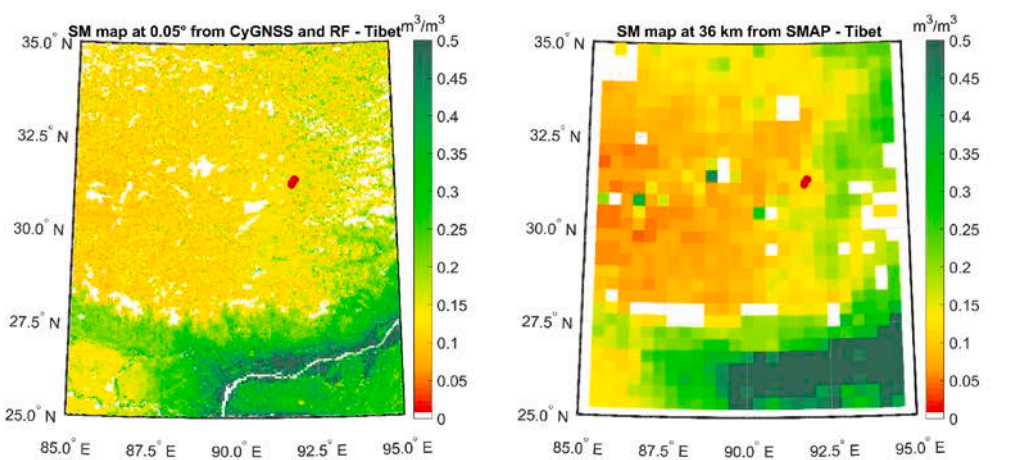 SM map at 0.05° from CyGNSS and RF - Tibet
m³/m³
35.0° N
32.5° N
30.0° N
27.5° N
25.0° N
85.0° E
87.5° E
90.0° E
92.5° E
95.0° E
0.5
0.45
0.4
0.35
0.3
0.25
0.2
0.15
0.1
0.05
0
SM map at 36 km from SMAP - Tibet
m³/m³
35.0° N
32.5° N
30.0° N
27.5° N
25.0° N
85.0° E
87.5° E
90.0° E
92.5° E
95.0° E
0.5
0.45
0.4
0.35
0.3
0.25
0.2
0.15
0.1
0.05
0